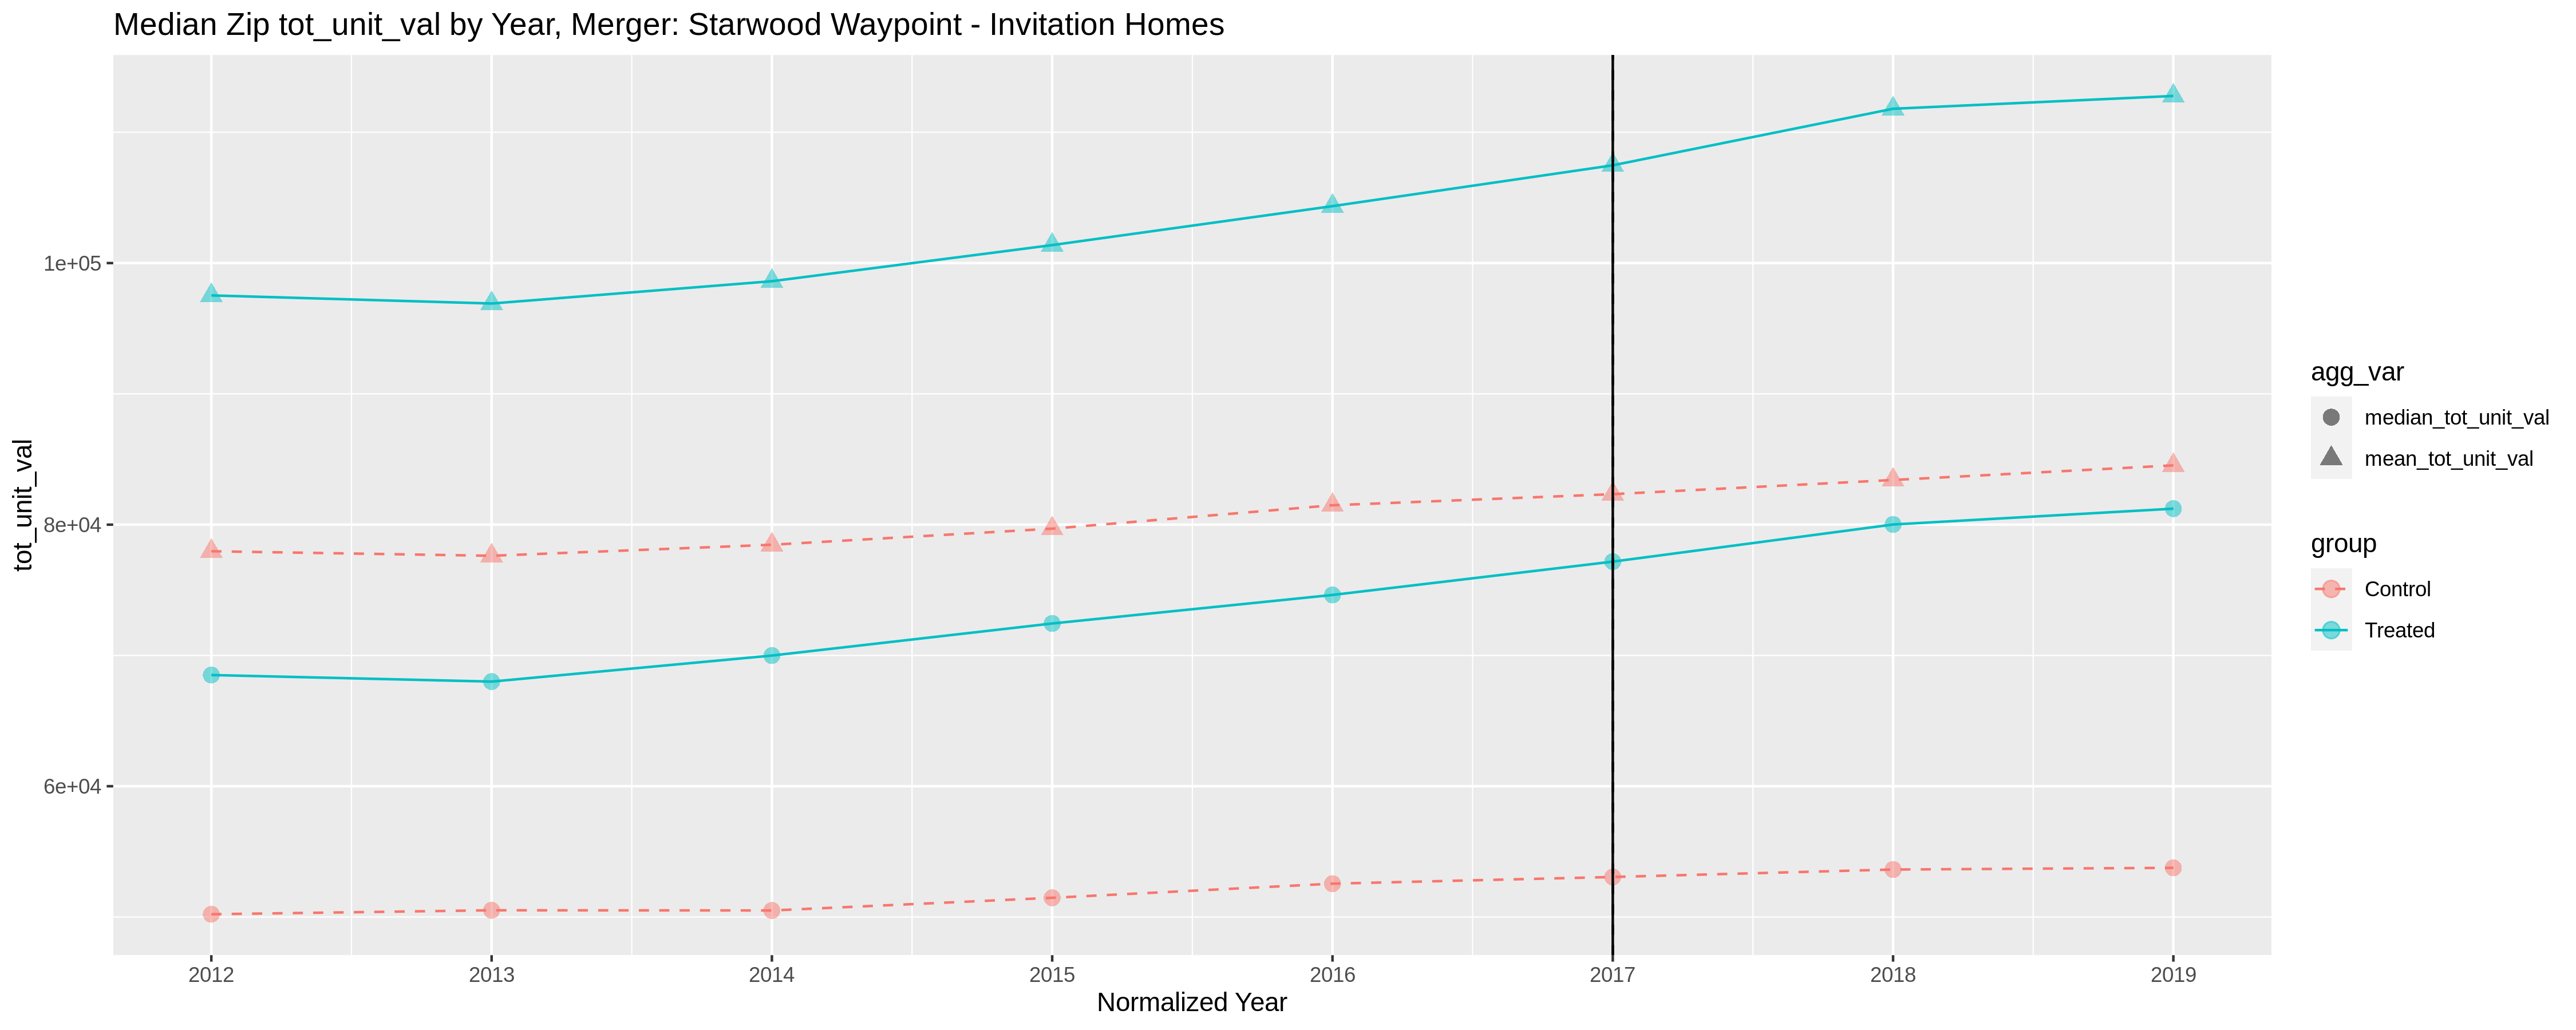 Median Zip tot_unit_val by Year, Merger: Starwood Waypoint - Invitation Homes
tot_unit_val
1e+05
8e+04
6e+04
2012 2013 2014 2015 2016 2017 2018 2019
Normalized Year
agg_var
median_tot_unit_val
mean_tot_unit_val
group
Control
Treated